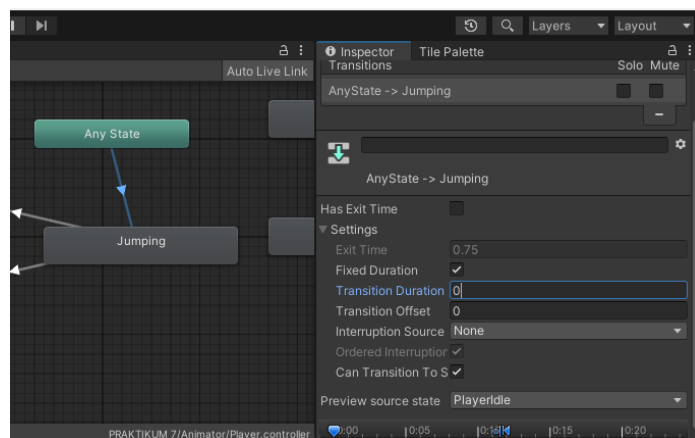 Layers
Layout
Inspector
Tile Palette
Auto Live Link
Transitions
Solo Mute
AnyState -> Jumping
Any State
AnyState -> Jumping
Jumping
Has Exit Time
Settings
Exit Time
0.75
Fixed Duration
Transition Duration
0
Transition Offset
0
Interruption Source
None
Ordered Interruption
Can Transition To S
Preview source state
PlayerIdle
PRAKTIKUM 7/Animator/Player.controller
0:00
0:05
0:15
0:20